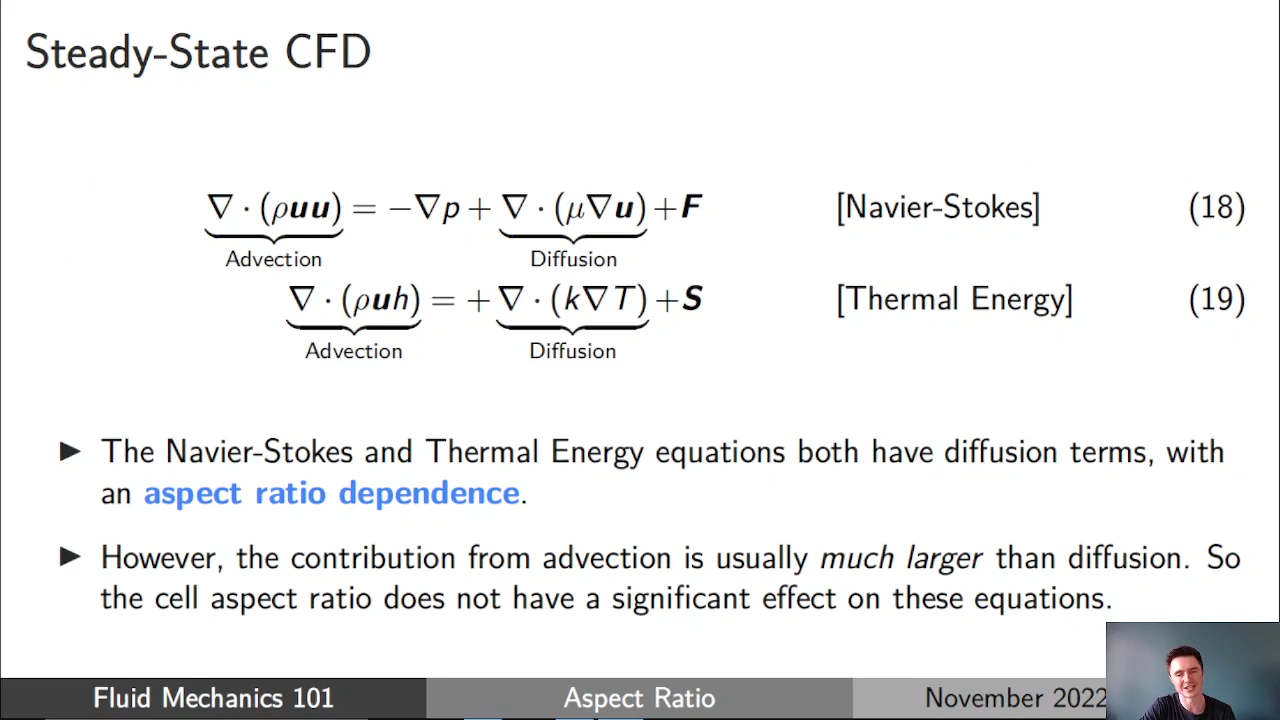 Steady-State CFD
∇ · (ρuu) = −∇p + ∇ · (μ∇u) + F [Navier-Stokes] (18)
Advection Diffusion
∇ · (ρuh) = + ∇ · (k∇T) + S [Thermal Energy] (19)
Advection Diffusion
▶ The Navier-Stokes and Thermal Energy equations both have diffusion terms, with
an aspect ratio dependence.
▶ However, the contribution from advection is usually much larger than diffusion. So
the cell aspect ratio does not have a significant effect on these equations.
Fluid Mechanics 101 Aspect Ratio November 2022